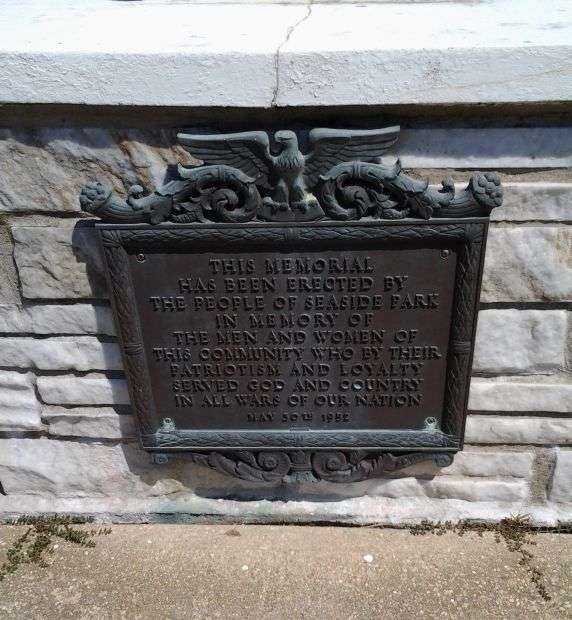 THIS MEMORIAL
HAS BEEN ERECTED BY
THE PEOPLE OF SEASIDE PARK
IN MEMORY OF
THE MEN AND WOMEN OF
THIS COMMUNITY WHO BY THEIR
PATRIOTISM AND LOYALTY
SERVED GOD AND COUNTRY
IN ALL WARS OF OUR NATION
MAY 30TH 1952